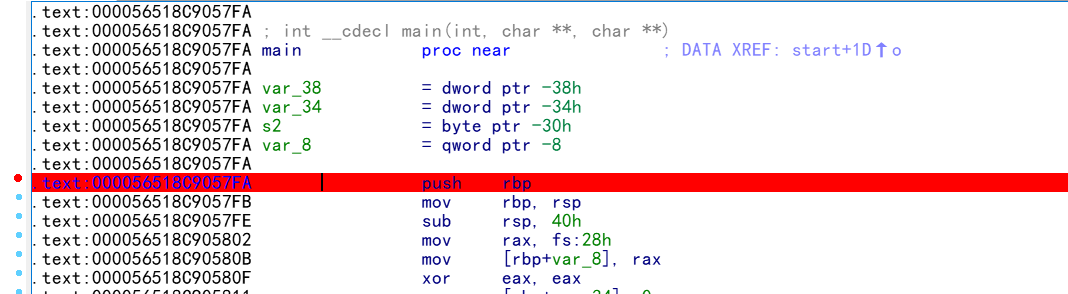 .text:000056518C9057FA
.text:000056518C9057FA ; int __cdecl main(int, char **, char **)
.text:000056518C9057FA main proc near ; DATA XREF: start+1D↑o
.text:000056518C9057FA
.text:000056518C9057FA var_38 = dword ptr -38h
.text:000056518C9057FA var_34 = dword ptr -34h
.text:000056518C9057FA s2 = byte ptr -30h
.text:000056518C9057FA var_8 = qword ptr -8
.text:000056518C9057FA
.text:000056518C9057FA push rbp
.text:000056518C9057FB mov rbp, rsp
.text:000056518C9057FE sub rsp, 40h
.text:000056518C905802 mov rax, fs:28h
.text:000056518C90580B mov [rbp+var_8], rax
.text:000056518C90580F xor eax, eax